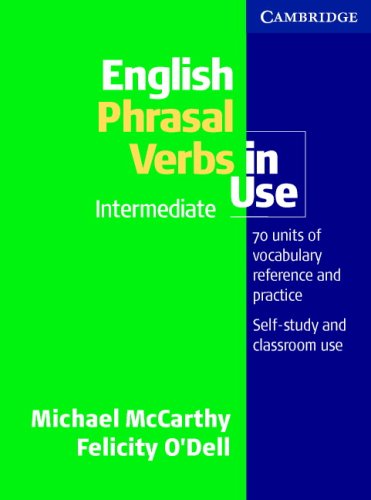 CAMBRIDGE
English
Phrasal
Verbs in
Intermediate Use
70 units of
vocabulary
reference and
practice
Self-study and
classroom use
Michael McCarthy
Felicity O'Dell